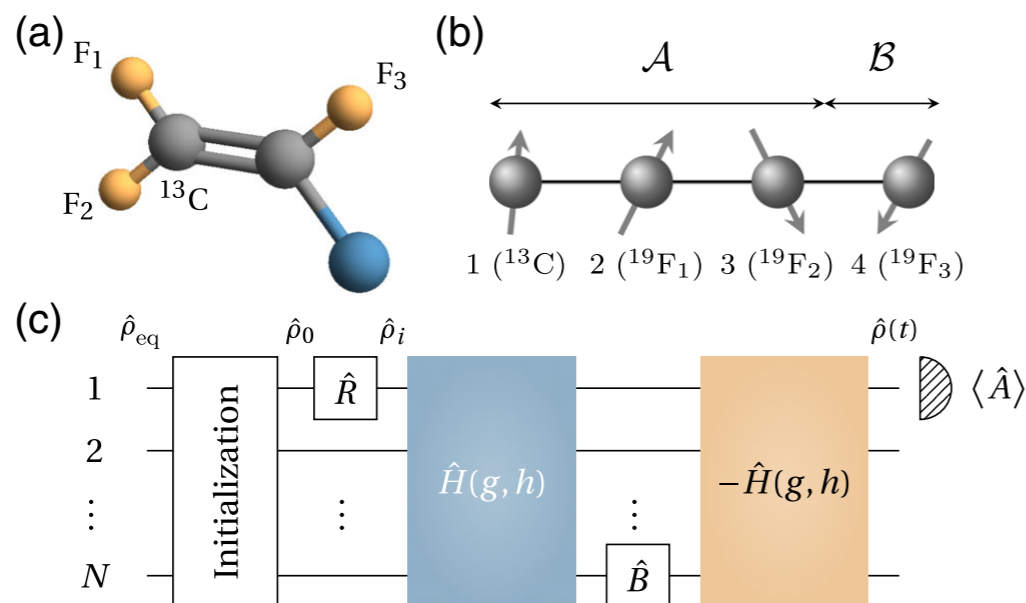 (a)
F₁
F₃
F₂
¹³C
(b)
𝒜 ℬ
1 (¹³C) 2 (¹⁹F₁) 3 (¹⁹F₂) 4 (¹⁹F₃)
(c)
ρ̂eq ρ̂₀ ρ̂ᵢ ρ̂(t)
1
2
⋮
N
Initialization
R̂
⋮
Ĥ(g, h)
⋮
B̂
−Ĥ(g, h)
⟨Â⟩